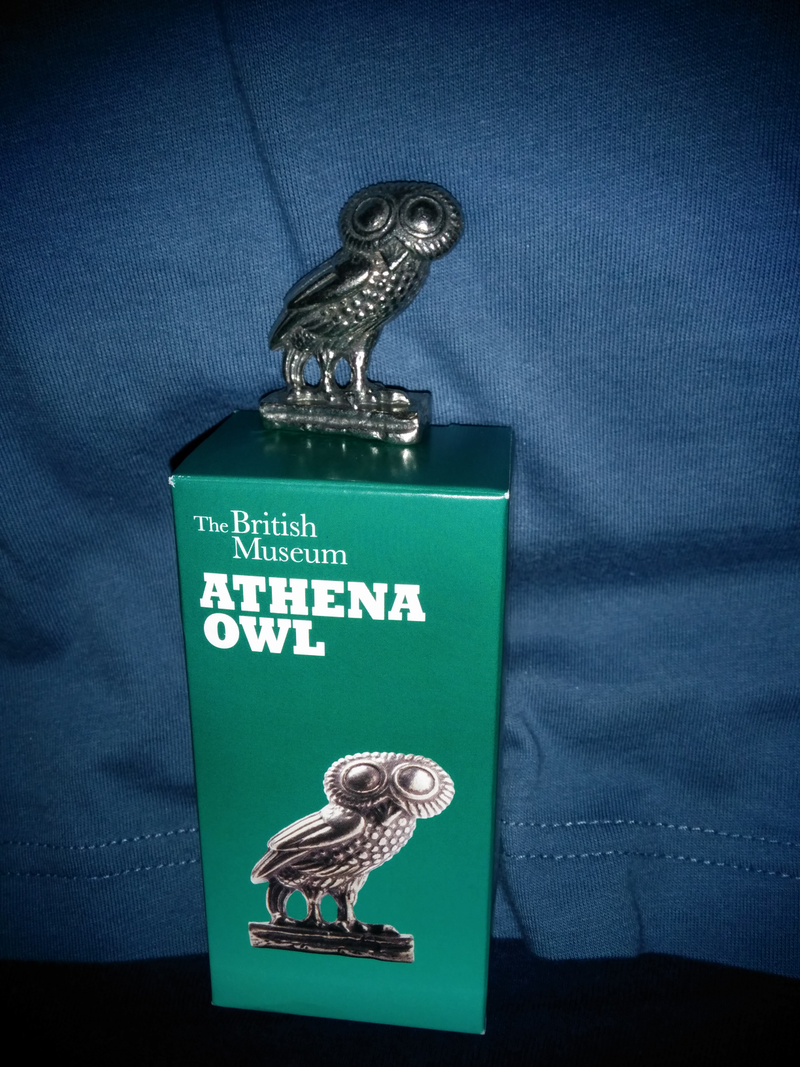 The British
Museum
ATHENA
OWL